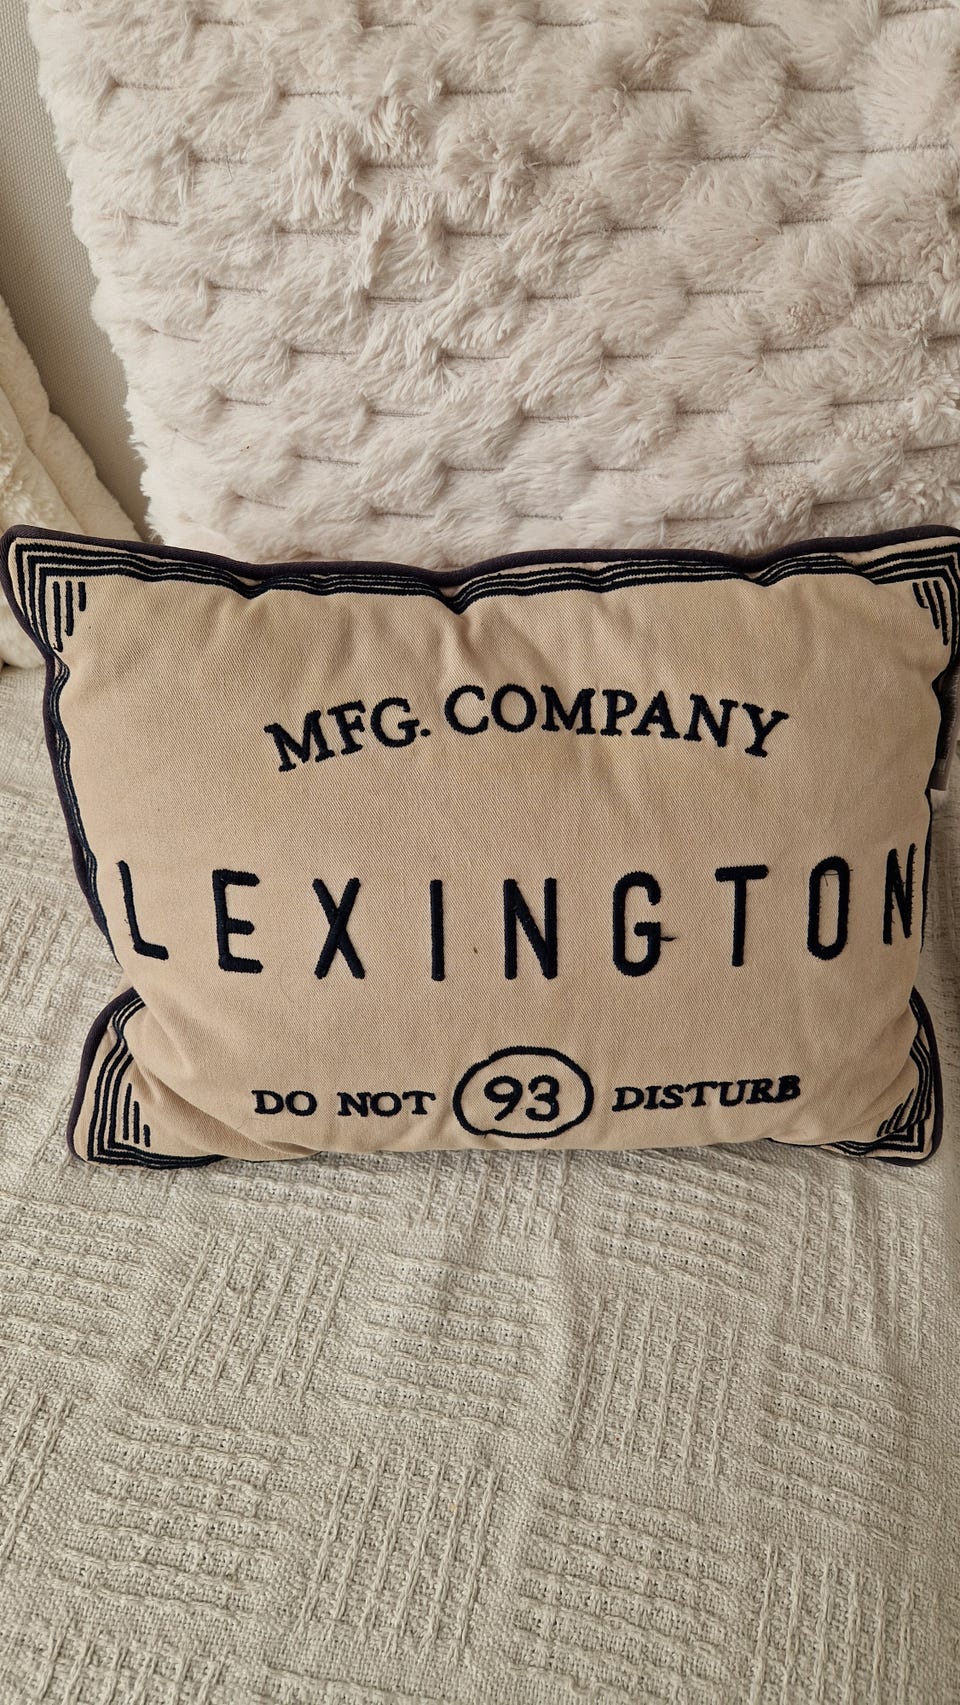 MFG. COMPANY
LEXINGTON
DO NOT 93 DISTURB